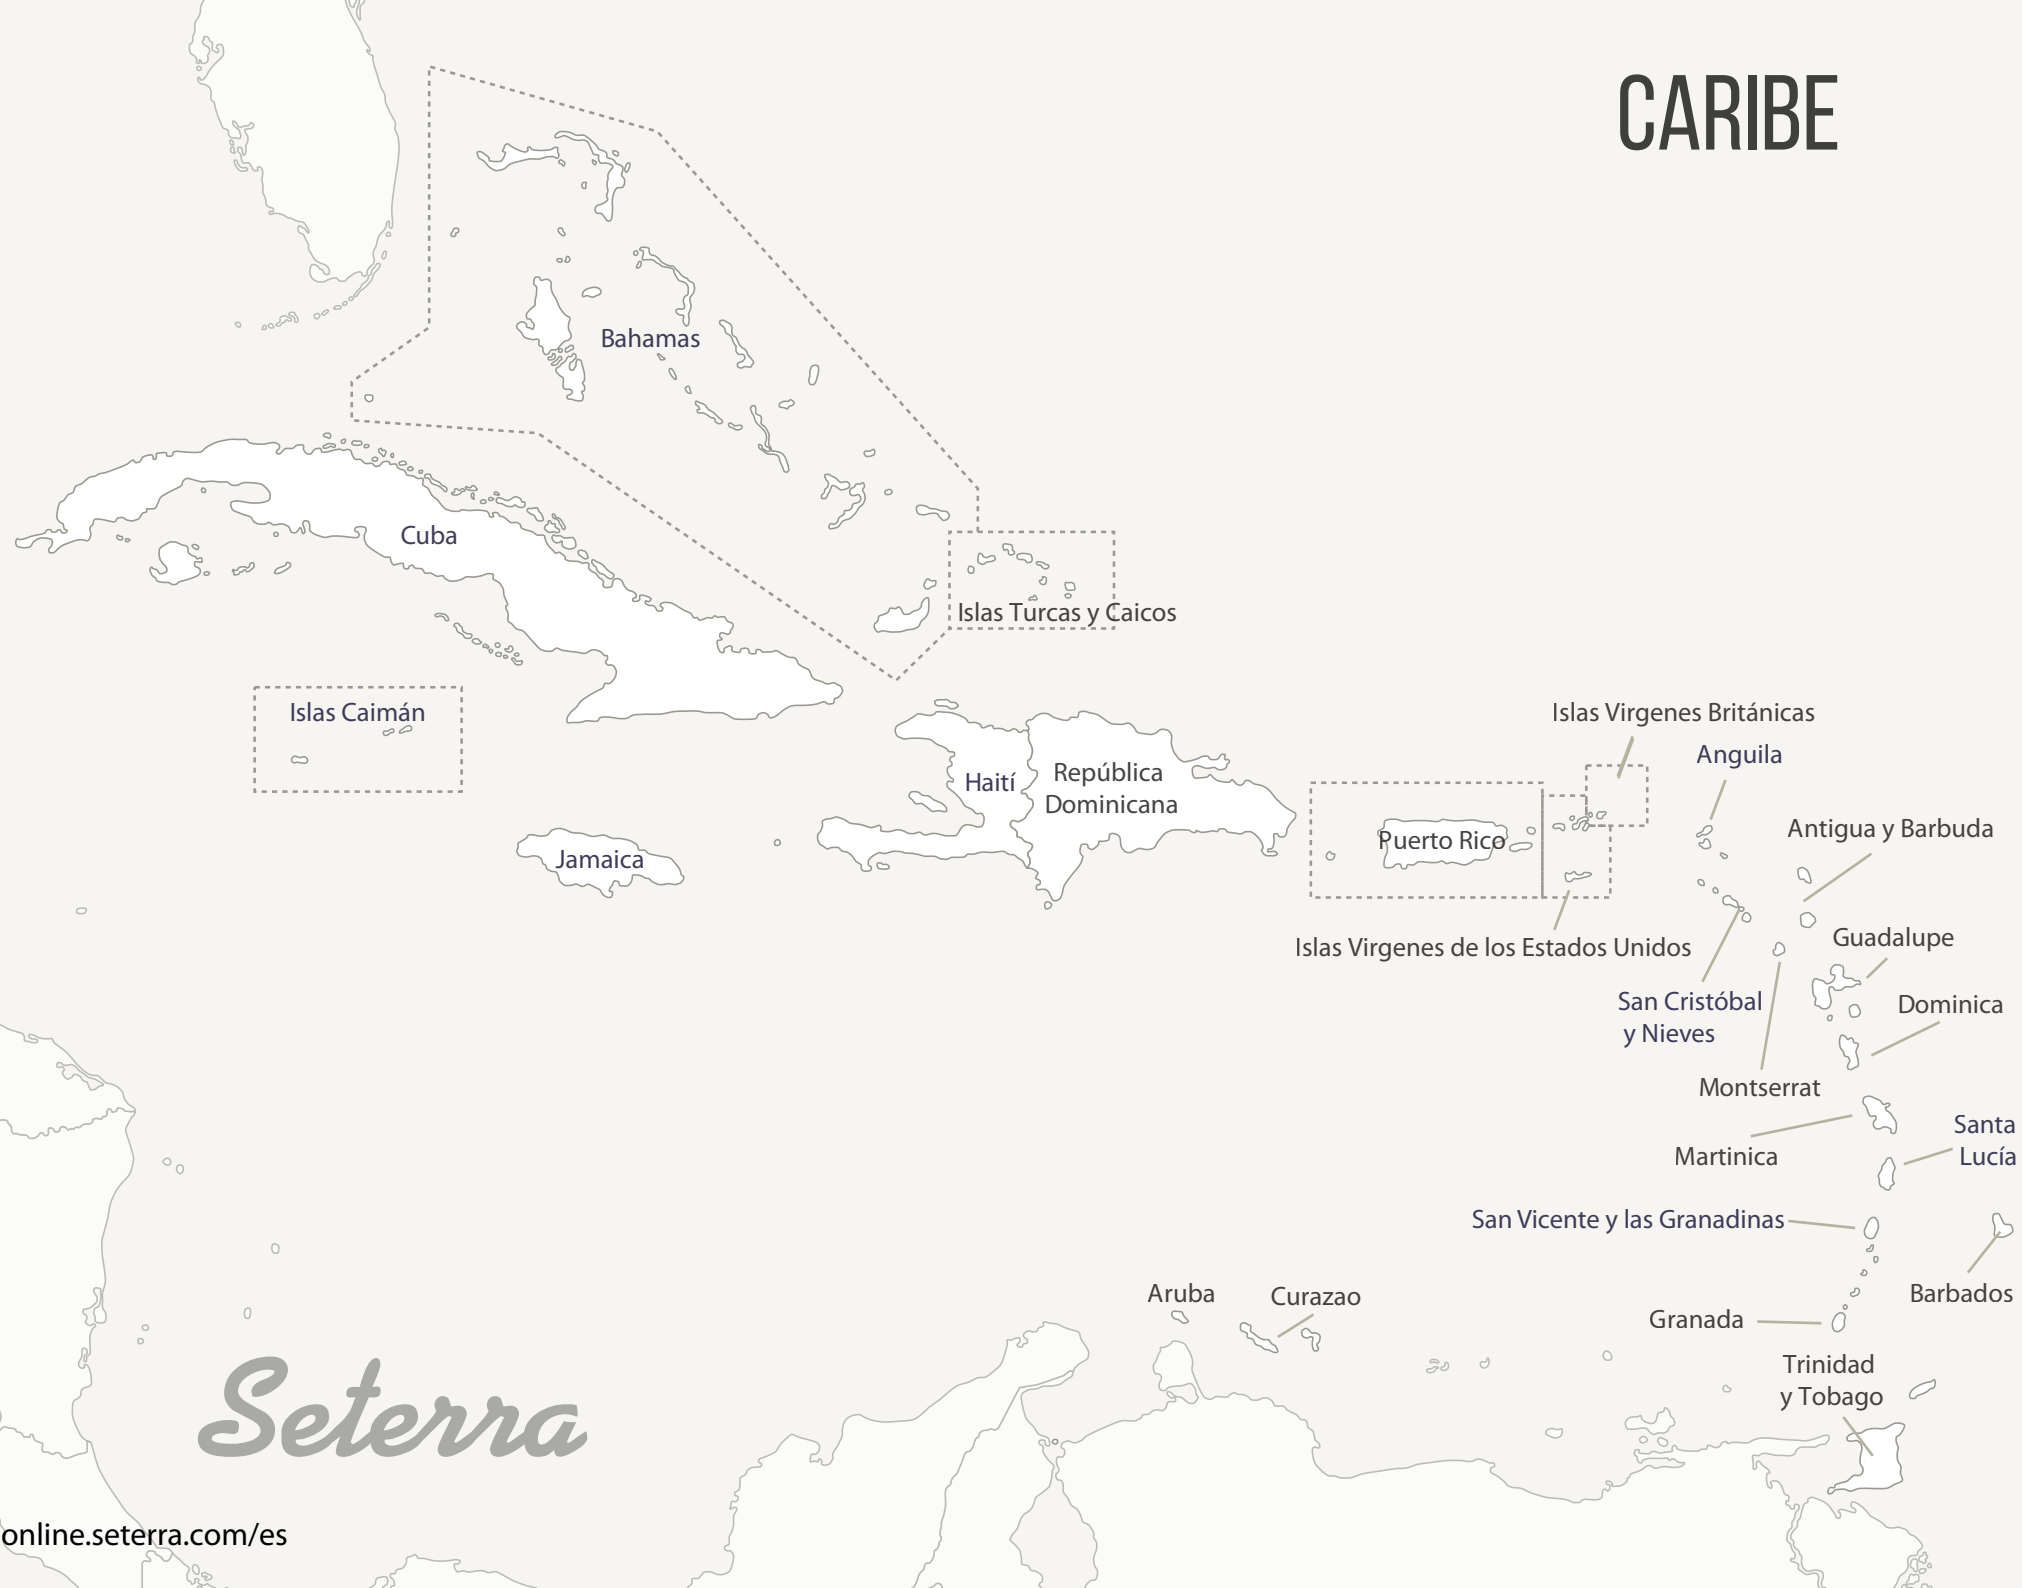 CARIBE
Bahamas
Cuba
Islas Turcas y Caicos
Islas Caimán
Islas Virgenes Británicas
Anguila
Haití
República
Dominicana
Puerto Rico
Antigua y Barbuda
Jamaica
Guadalupe
Islas Virgenes de los Estados Unidos
San Cristóbal
y Nieves
Dominica
Montserrat
Santa
Lucía
Martinica
San Vicente y las Granadinas
Aruba
Curazao
Barbados
Granada
Trinidad
y Tobago
Seterra
online.seterra.com/es